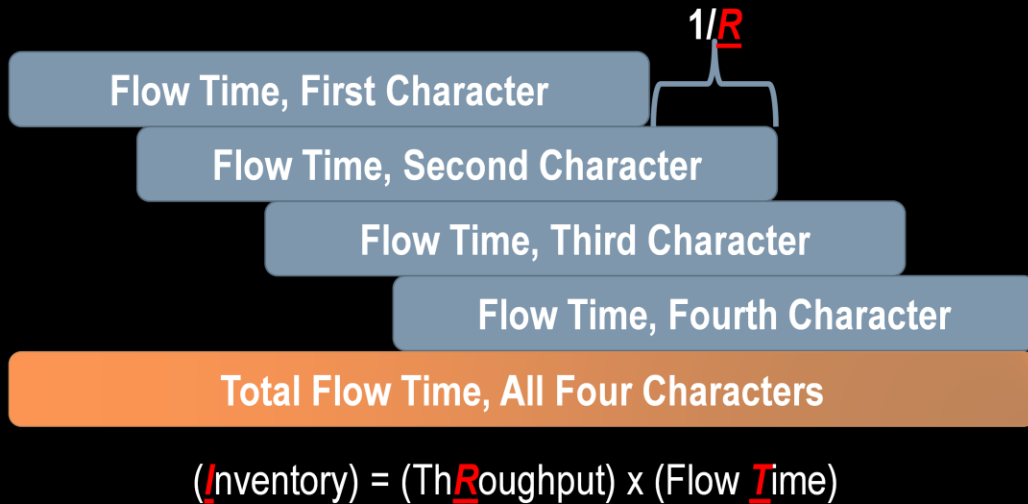 1/R
Flow Time, First Character
Flow Time, Second Character
Flow Time, Third Character
Flow Time, Fourth Character
Total Flow Time, All Four Characters
(Inventory) = (ThRoughput) x (Flow Time)